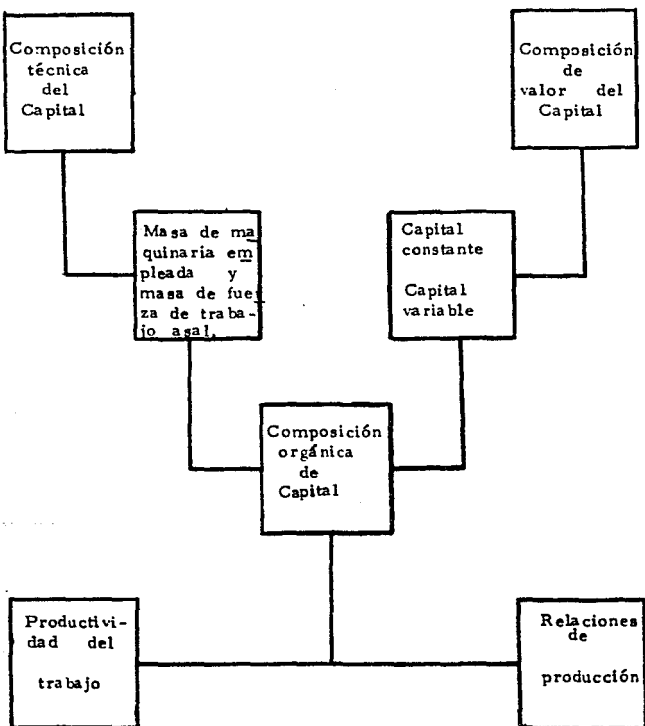 Composición
técnica
del
Capital
Composición
de
valor del
Capital
Masa de ma
quinaria em
pleada y
masa de fuer
za de traba-
jo asal.
Capital
constante
Capital
variable
Composición
orgánica
de
Capital
Productivi-
dad del
trabajo
Relaciones
de
producción